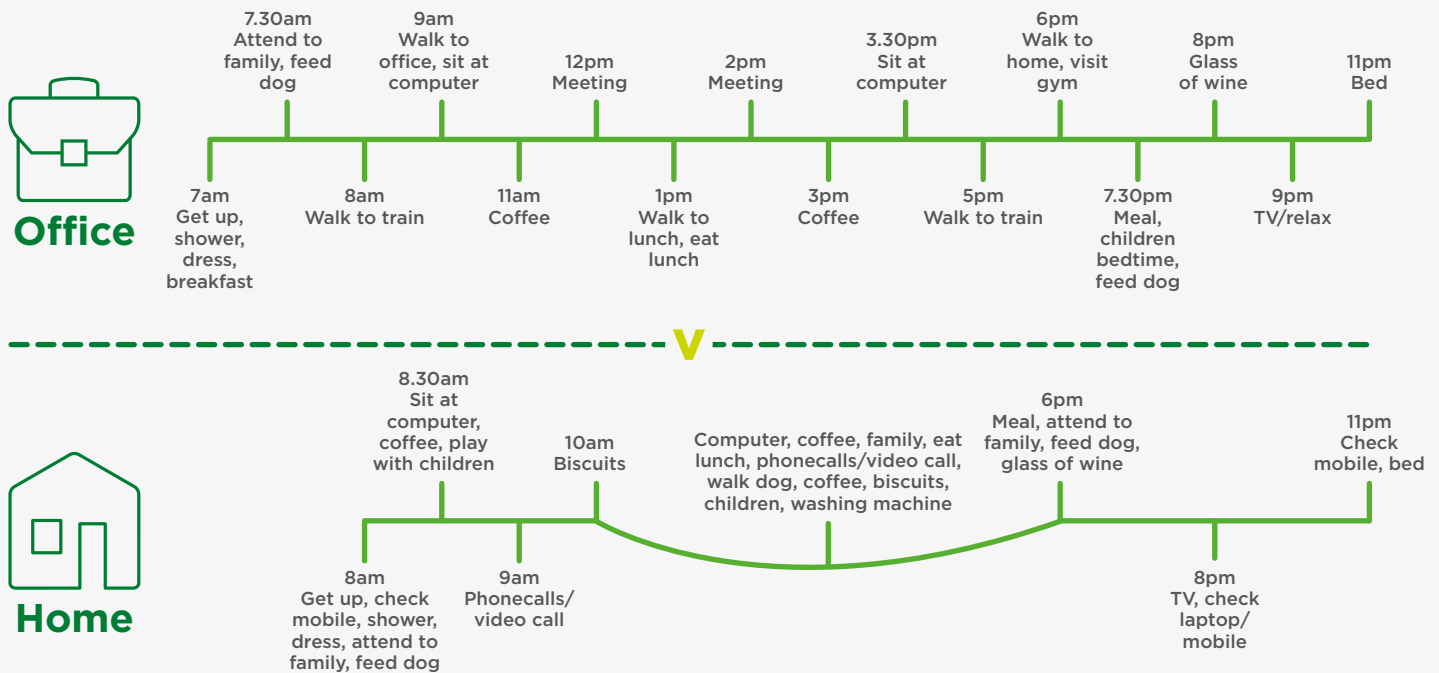 7.30am
Attend to
family, feed
dog
9am
Walk to
office, sit at
computer
12pm
Meeting
2pm
Meeting
3.30pm
Sit at
computer
6pm
Walk to
home, visit
gym
8pm
Glass
of wine
11pm
Bed
Office
7am
Get up,
shower,
dress,
breakfast
8am
Walk to train
11am
Coffee
1pm
Walk to
lunch, eat
lunch
3pm
Coffee
5pm
Walk to train
7.30pm
Meal,
children
bedtime,
feed dog
9pm
TV/relax
V
8.30am
Sit at
computer,
coffee, play
with children
10am
Biscuits
Computer, coffee, family, eat
lunch, phonecalls/video call,
walk dog, coffee, biscuits,
children, washing machine
6pm
Meal, attend to
family, feed dog,
glass of wine
11pm
Check
mobile, bed
Home
8am
Get up, check
mobile, shower,
dress, attend to
family, feed dog
9am
Phonecalls/
video call
8pm
TV, check
laptop/
mobile